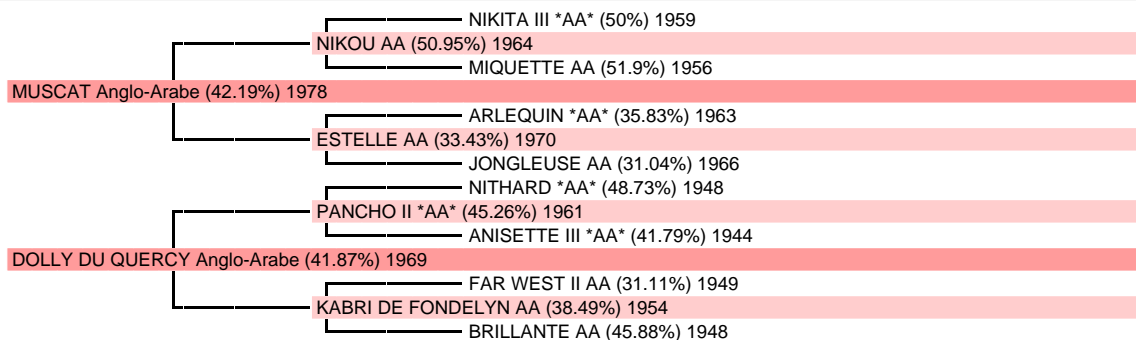 NIKITA III *AA* (50%) 1959
NIKOU AA (50.95%) 1964
MIQUETTE AA (51.9%) 1956
MUSCAT Anglo-Arabe (42.19%) 1978
ARLEQUIN *AA* (35.83%) 1963
ESTELLE AA (33.43%) 1970
JONGLEUSE AA (31.04%) 1966
NITHARD *AA* (48.73%) 1948
PANCHO II *AA* (45.26%) 1961
ANISETTE III *AA* (41.79%) 1944
DOLLY DU QUERCY Anglo-Arabe (41.87%) 1969
FAR WEST II AA (31.11%) 1949
KABRI DE FONDELYN AA (38.49%) 1954
BRILLANTE AA (45.88%) 1948